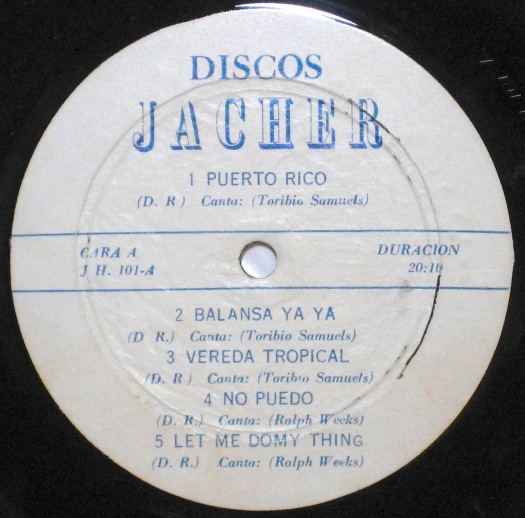 DISCOS
JACHER
1 PUERTO RICO
(D. R ) Canta: (Toribio Samuels)
CARA A
J H. 101-A
DURACION
20:10
2 BALANSA YA YA
(D R.) Canta: (Toribio Samuels)
3 VEREDA TROPICAL
(D. R ) Canta: (Toribio Samuels)
4 NO PUEDO
(D. R.) Canta: (Ralph Weeks)
5 LET ME DOMY THING
(D. R.) Canta: (Ralph Weeks)